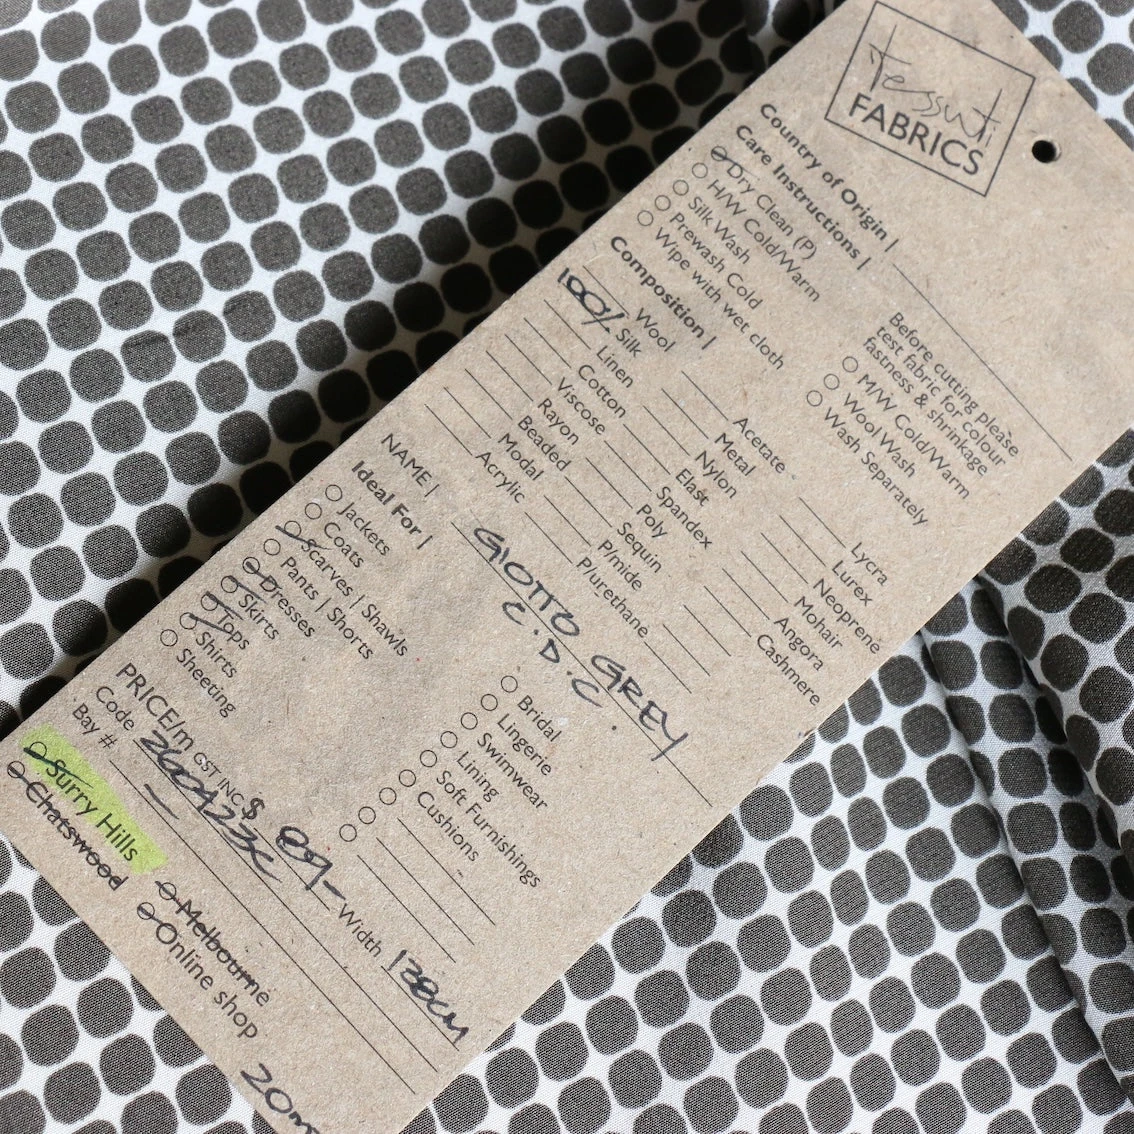 Tessuti
FABRICS
Country of Origin |
Care Instructions |
Dry Clean (P)
H/W Cold/Warm
Silk Wash
Prewash Cold
Wipe with wet cloth
Before cutting please
test fabric for colour
fastness & shrinkage
M/W Cold/Warm
Wool Wash
Wash Separately
Composition |
Wool
100% Silk
Linen
Cotton
Viscose
Rayon
Beaded
Modal
Acrylic
Acetate
Metal
Nylon
Elast
Spandex
Poly
Sequin
P/mide
P/urethane
Lycra
Lurex
Neoprene
Mohair
Angora
Cashmere
NAME | GIOTTO GREY
C.D.C.
Ideal For |
Jackets
Coats
Scarves | Shawls
Pants | Shorts
Dresses
Skirts
Tops
Shirts
Sheeting
Bridal
Lingerie
Swimwear
Lining
Soft Furnishings
Cushions
PRICE/m GST INC $ 89- Width 138cm
Code
Bay #
Surry Hills
Chatswood
Melbourne
Online shop